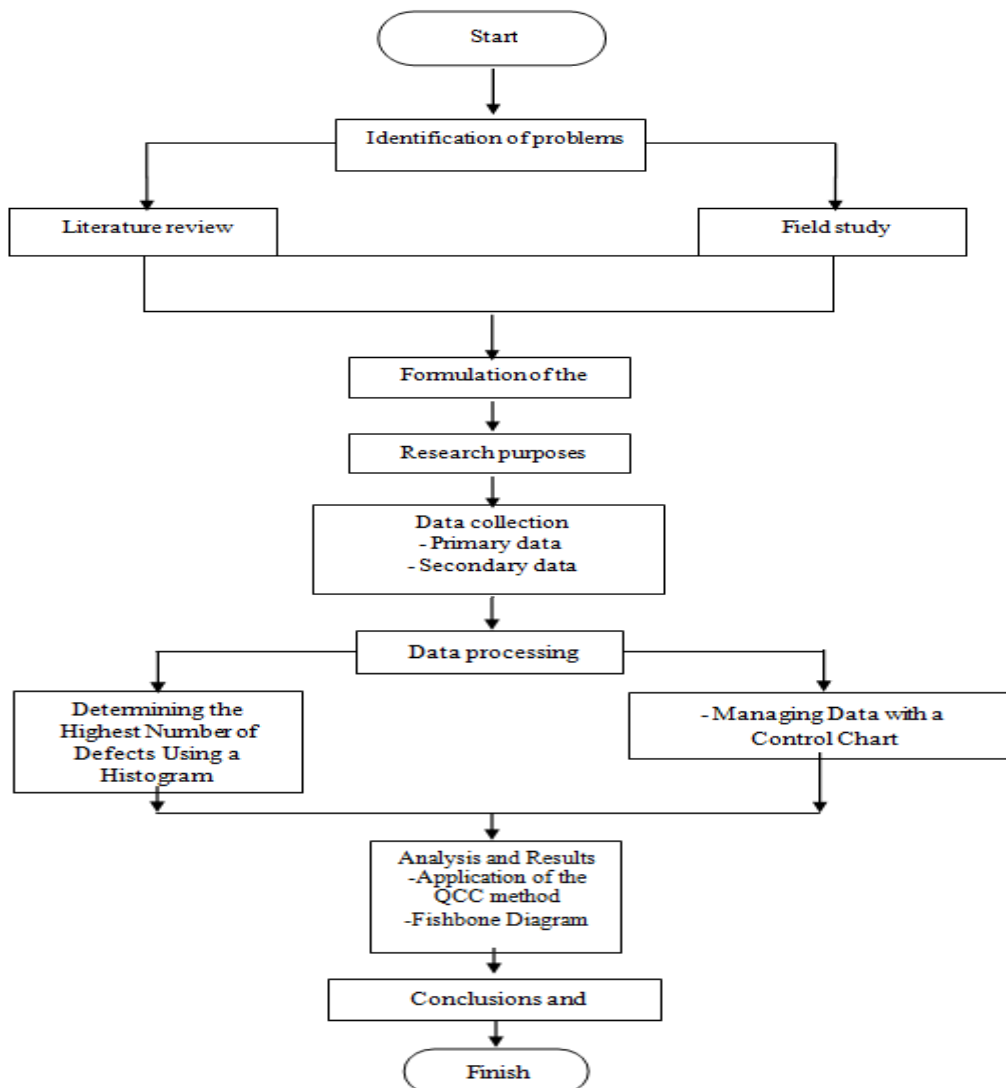 Start
Identification of problems
Literature review
Field study
Formulation of the
Research purposes
Data collection
- Primary data
- Secondary data
Data processing
Determining the
Highest Number of
Defects Using a
Histogram
- Managing Data with a
Control Chart
Analysis and Results
-Application of the
QCC method
-Fishbone Diagram
Conclusions and
Finish